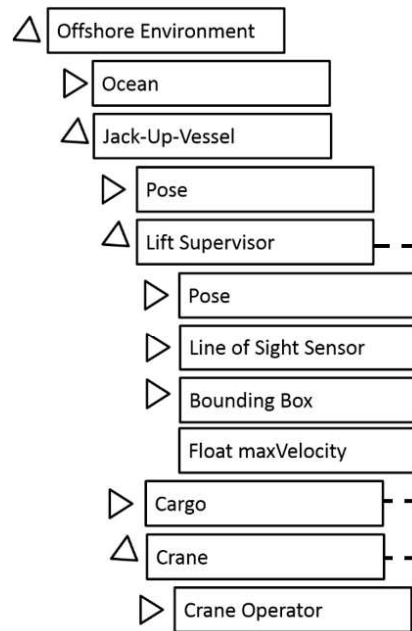 Offshore Environment
Ocean
Jack-Up-Vessel
Pose
Lift Supervisor
Pose
Line of Sight Sensor
Bounding Box
Float maxVelocity
Cargo
Crane
Crane Operator